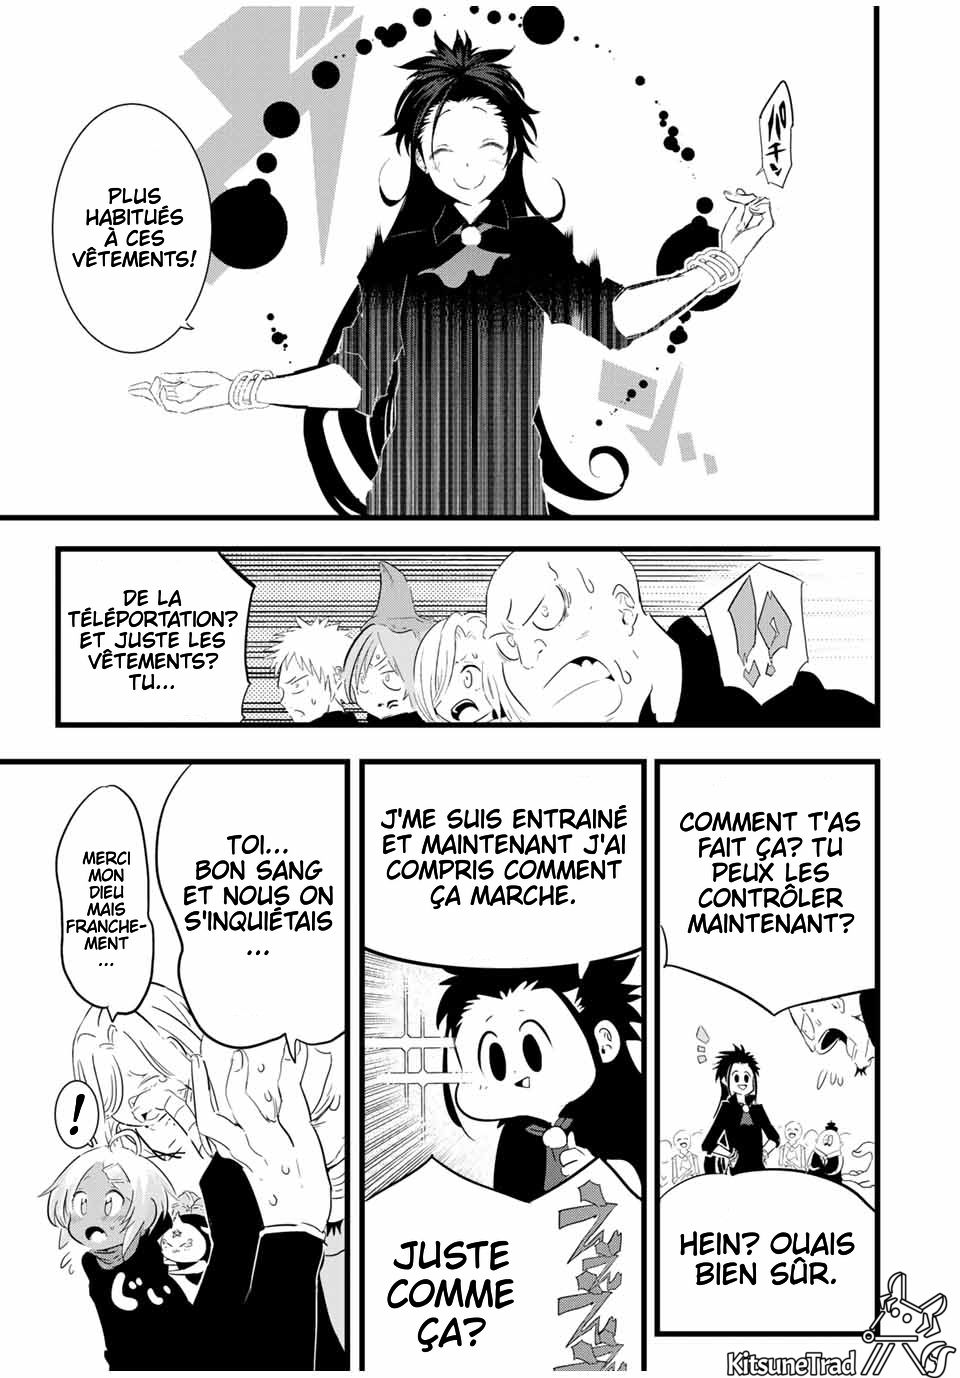 パチン
PLUS
HABITUÉS
À CES
VÊTEMENTS!
DE LA
TÉLÉPORTATION?
ET JUSTE LES
VÊTEMENTS?
TU...
COMMENT T'AS
FAIT ÇA? TU
PEUX LES
CONTRÔLER
MAINTENANT?
HEIN? OUAIS
BIEN SÛR.
J'ME SUIS ENTRAINÉ
ET MAINTENANT J'AI
COMPRIS COMMENT
ÇA MARCHE.
JUSTE
COMME
ÇA?
TOI...
BON SANG
ET NOUS ON
S'INQUIÉTAIS
...
MERCI
MON
DIEU
MAIS
FRANCHE-
MENT
...
!
KitsuneTrad